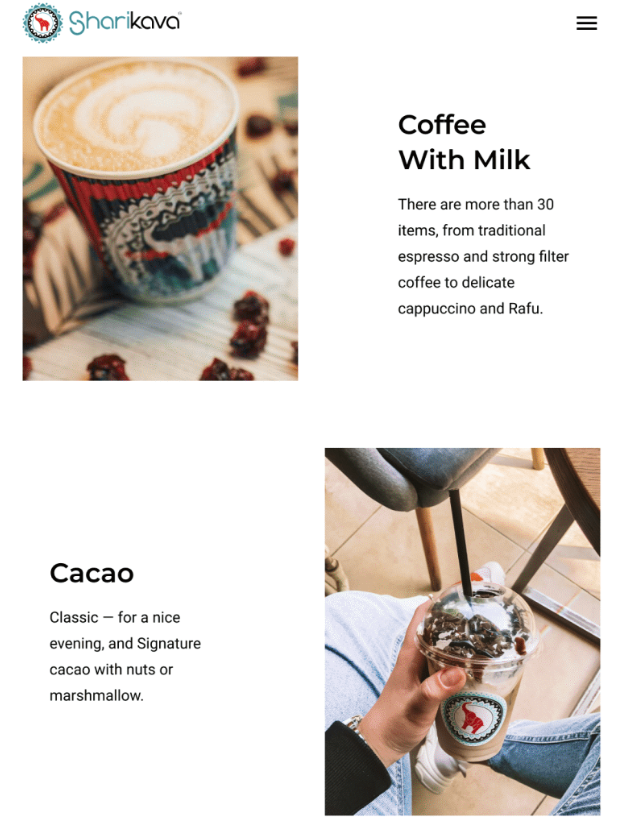 Sharikava
Coffee
With Milk
There are more than 30
items, from traditional
espresso and strong filter
coffee to delicate
cappuccino and Rafu.
Cacao
Classic — for a nice
evening, and Signature
cacao with nuts or
marshmallow.